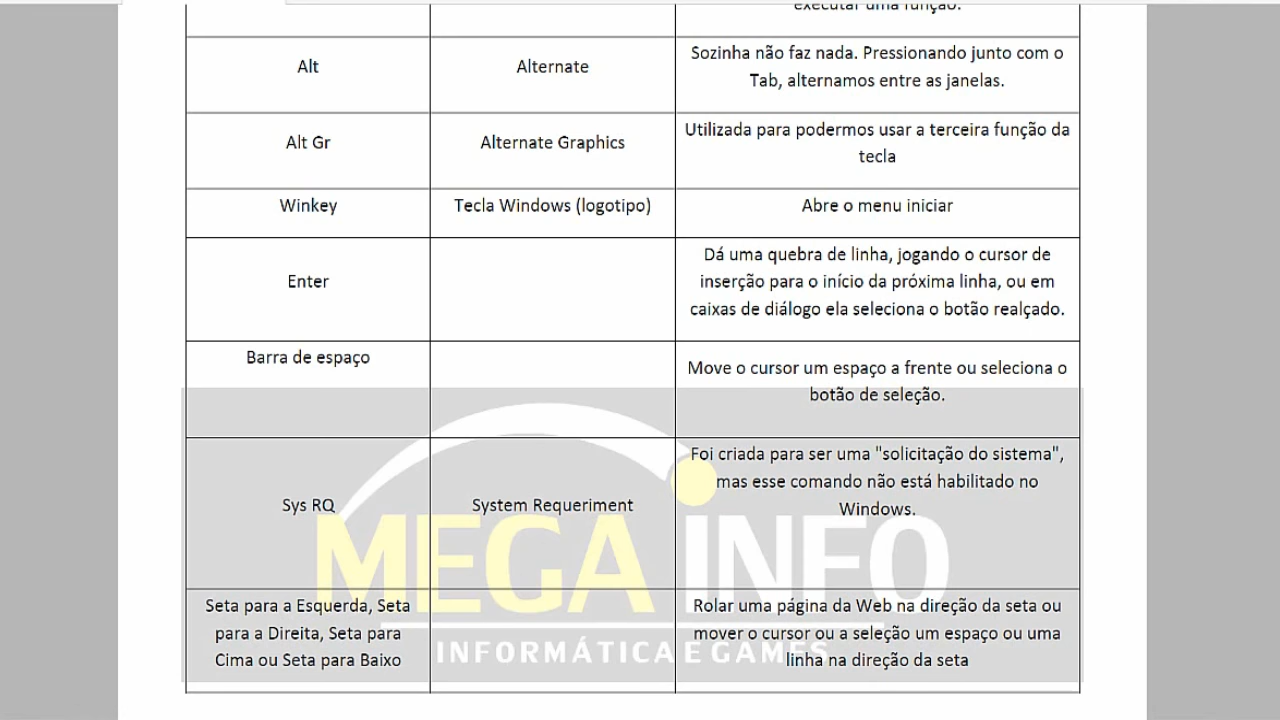 executar uma função.
Alt
Alternate
Sozinha não faz nada. Pressionando junto com o
Tab, alternamos entre as janelas.
Alt Gr
Alternate Graphics
Utilizada para podermos usar a terceira função da
tecla
Winkey
Tecla Windows (logotipo)
Abre o menu iniciar
Enter
Dá uma quebra de linha, jogando o cursor de
inserção para o início da próxima linha, ou em
caixas de diálogo ela seleciona o botão realçado.
Barra de espaço
Move o cursor um espaço a frente ou seleciona o
botão de seleção.
Sys RQ
System Requeriment
Foi criada para ser uma "solicitação do sistema",
mas esse comando não está habilitado no
Windows.
Seta para a Esquerda, Seta
para a Direita, Seta para
Cima ou Seta para Baixo
Rolar uma página da Web na direção da seta ou
mover o cursor ou a seleção um espaço ou uma
linha na direção da seta
MEGA INFO
INFORMÁTICA E GAMES